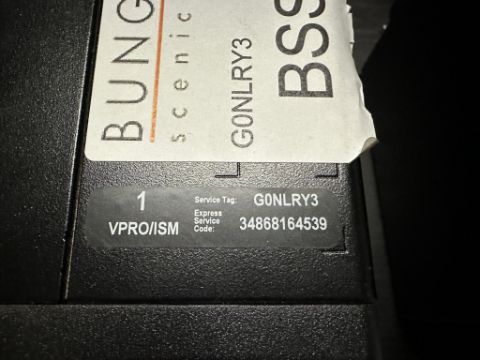 BUNG
scenic
G0NLRY3
BSS
1
VPRO/ISM
Service Tag: G0NLRY3
Express
Service
Code: 34868164539